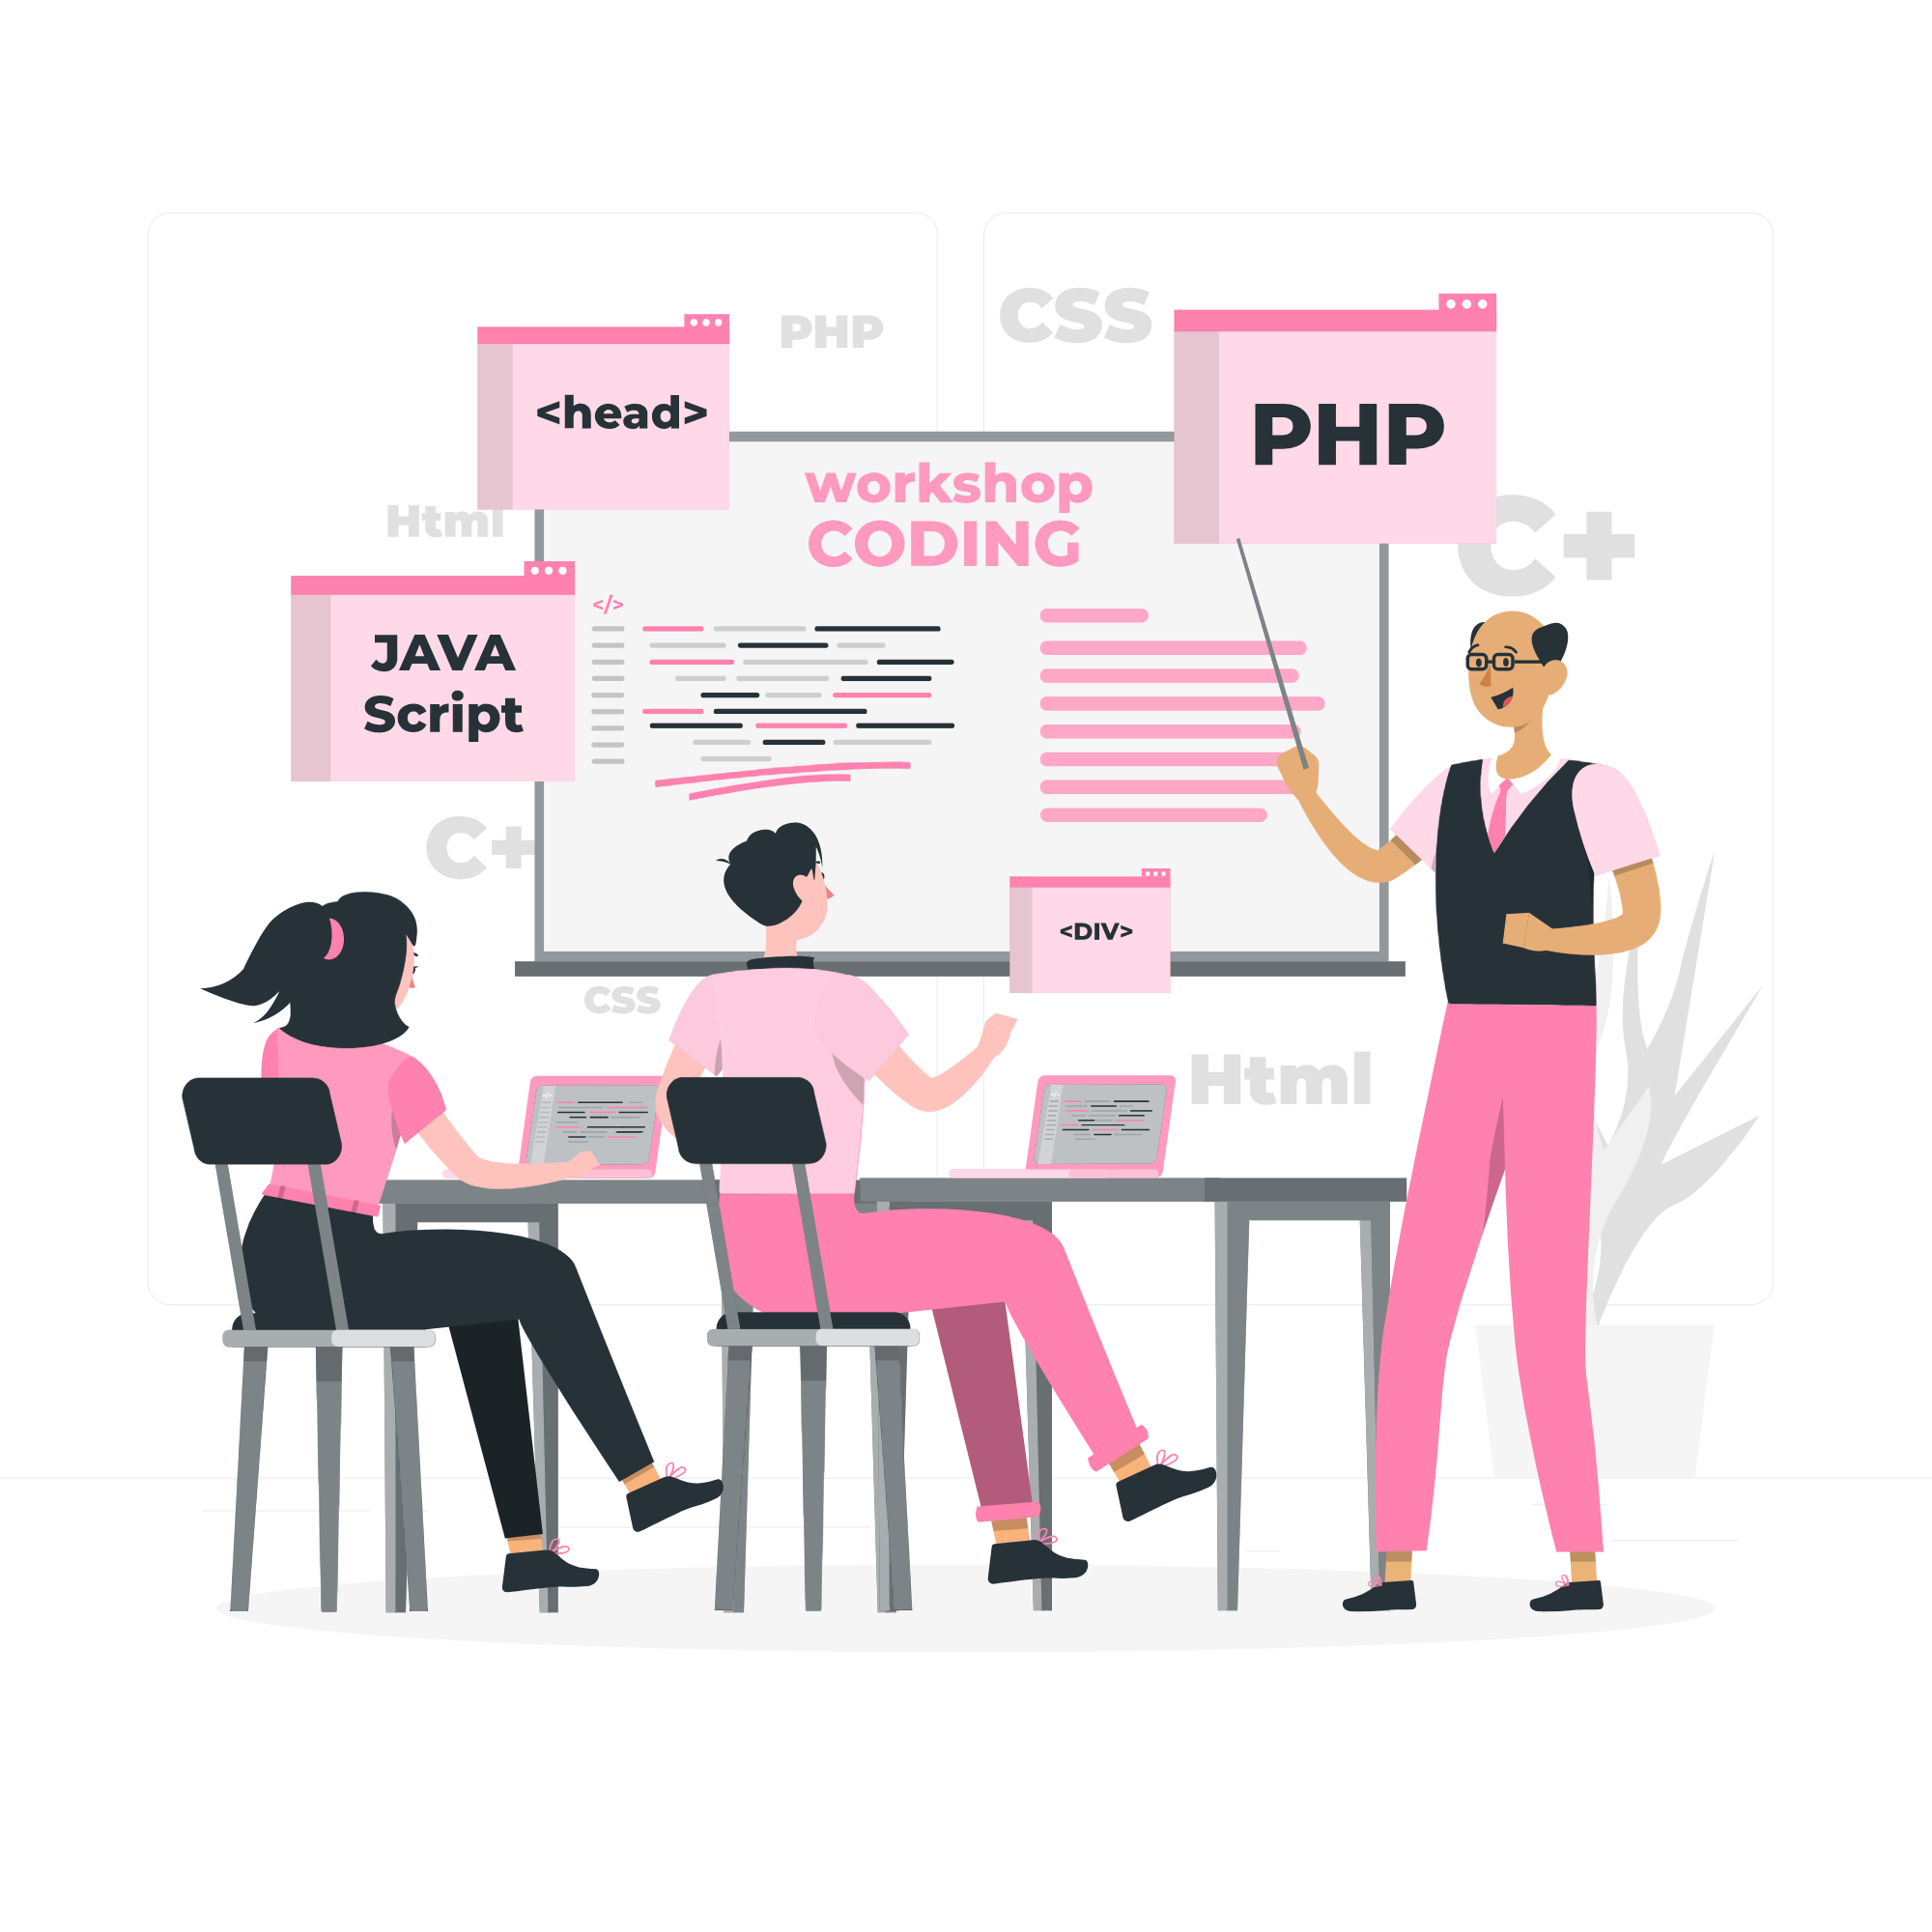 CSS
PHP
<head>
PHP
workshop
CODING
Html
C+
</>
JAVA
Script
C+
<DIV>
CSS
Html